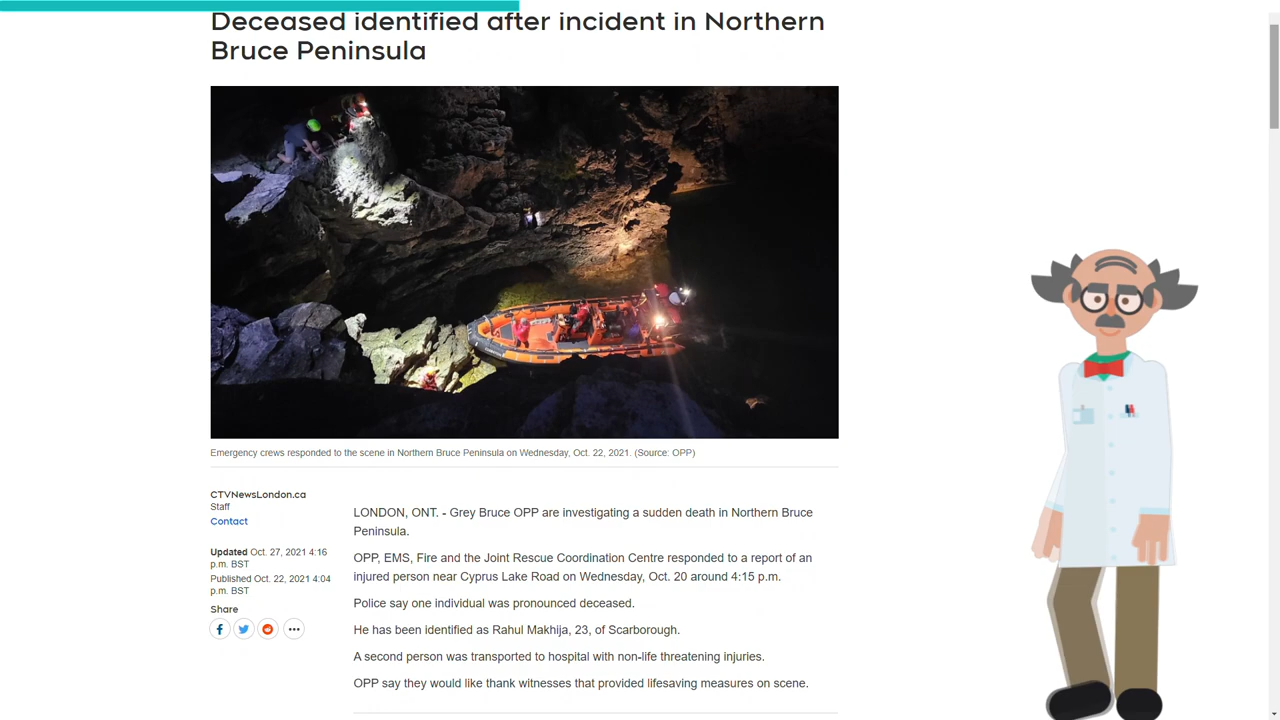 Deceased identified after incident in Northern
Bruce Peninsula
Emergency crews responded to the scene in Northern Bruce Peninsula on Wednesday, Oct. 22, 2021. (Source: OPP)
CTVNewsLondon.ca
Staff
Contact
Updated Oct. 27, 2021 4:16
p.m. BST
Published Oct. 22, 2021 4:04
p.m. BST
Share
LONDON, ONT. - Grey Bruce OPP are investigating a sudden death in Northern Bruce
Peninsula.
OPP, EMS, Fire and the Joint Rescue Coordination Centre responded to a report of an
injured person near Cyprus Lake Road on Wednesday, Oct. 20 around 4:15 p.m.
Police say one individual was pronounced deceased.
He has been identified as Rahul Makhija, 23, of Scarborough.
A second person was transported to hospital with non-life threatening injuries.
OPP say they would like thank witnesses that provided lifesaving measures on scene.